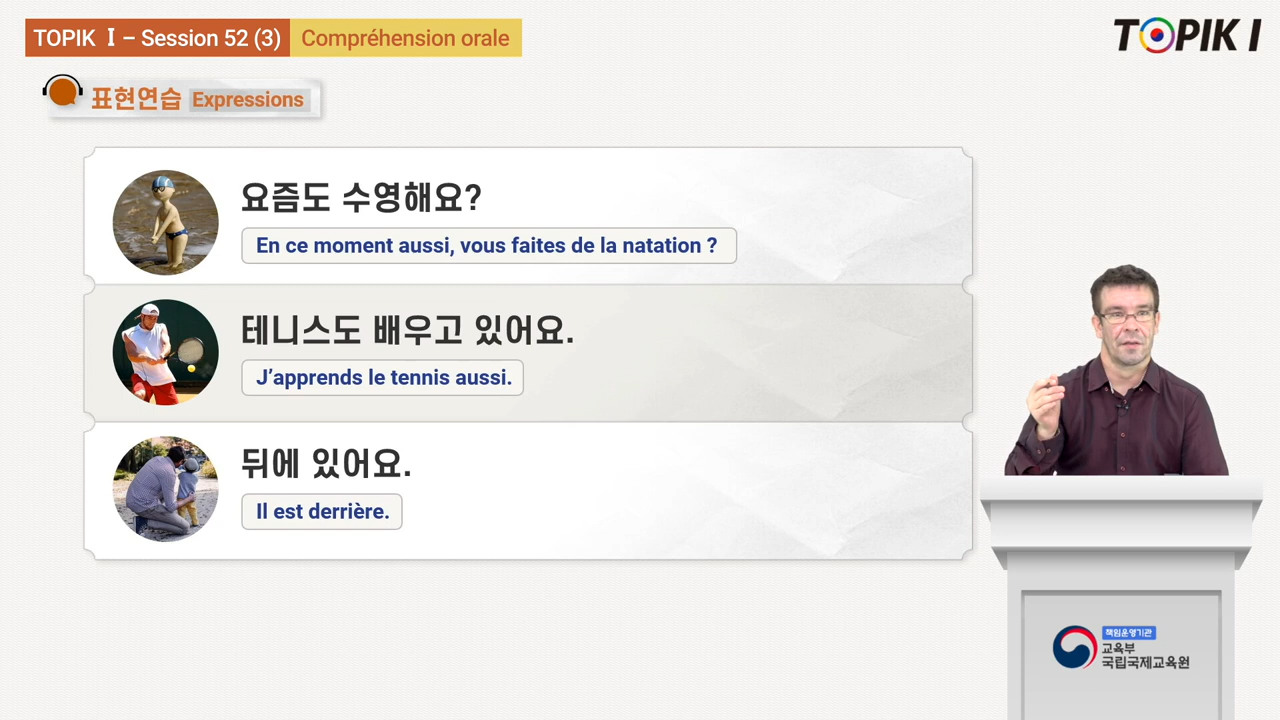 TOPIK Ⅰ – Session 52 (3) Compréhension orale
TOPIK I
표현연습 Expressions
요즘도 수영해요?
En ce moment aussi, vous faites de la natation ?
테니스도 배우고 있어요.
J’apprends le tennis aussi.
뒤에 있어요.
Il est derrière.
책임운영기관
교육부
국립국제교육원